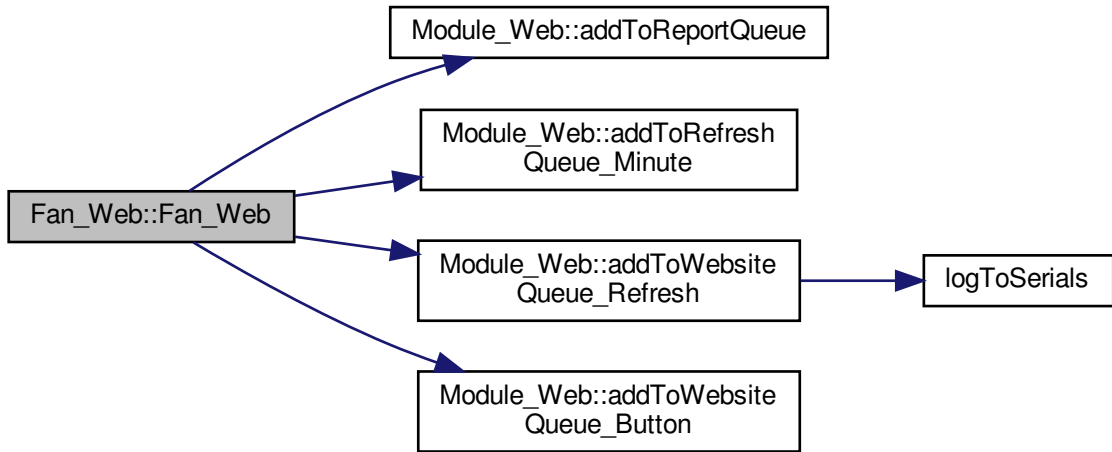 Module_Web::addToReportQueue
Module_Web::addToRefresh
Queue_Minute
Fan_Web::Fan_Web
Module_Web::addToWebsite
Queue_Refresh
logToSerials
Module_Web::addToWebsite
Queue_Button